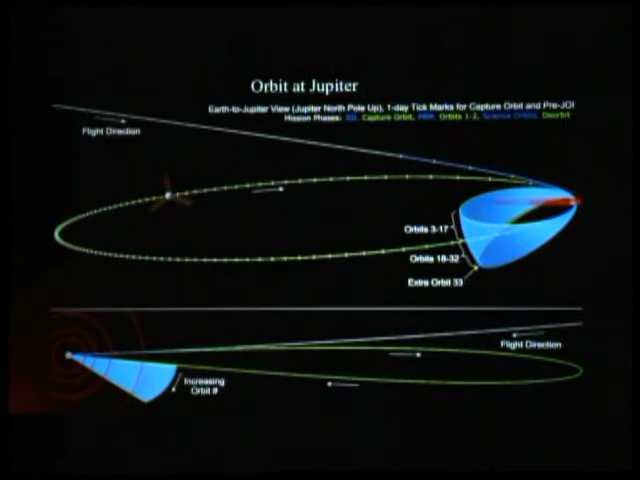 Orbit at Jupiter
Earth-to-Jupiter View (Jupiter North Pole Up), 1-day Tick Marks for Capture Orbit and Pre-JOI
Mission Phases: JOI, Capture Orbit, PRM, Orbits 1-2, Science Orbits, Deorbit
Flight Direction
Orbits 3-17
Orbits 18-32
Extra Orbit 33
Flight Direction
Increasing
Orbit #